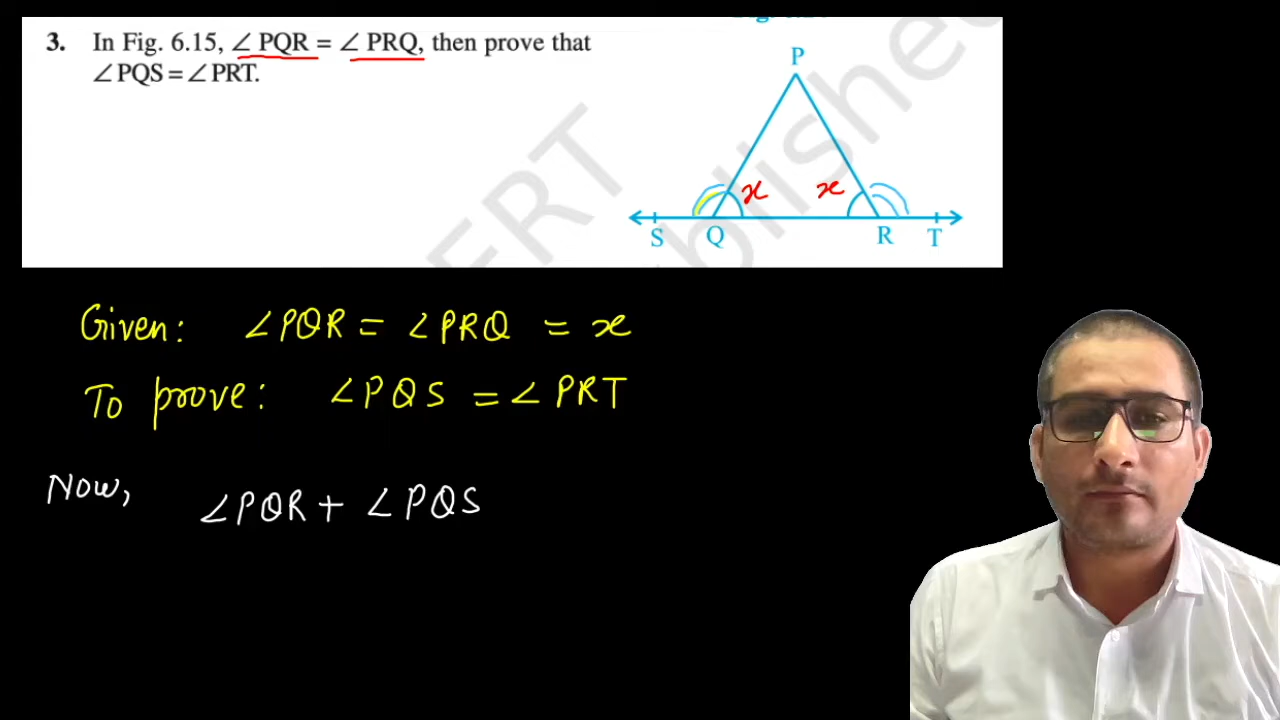 3. In Fig. 6.15, ∠ PQR = ∠ PRQ, then prove that
∠PQS = ∠PRT.
P
x x
S Q R T
Given: ∠PQR = ∠PRQ = x
To prove: ∠PQS = ∠PRT
Now, ∠PQR + ∠PQS